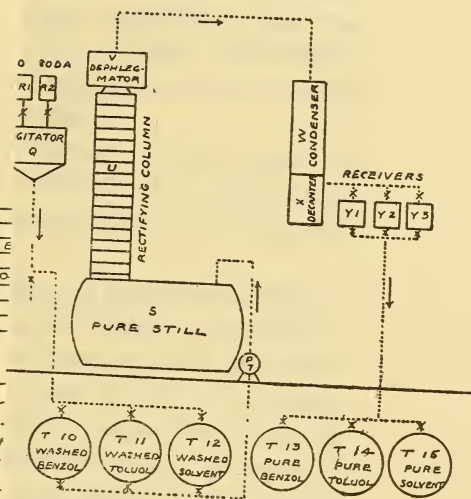 V
DEPHLEG-
MATOR
SODA
R1 R2
GITATOR
Q
U
RECTIFYING COLUMN
W
CONDENSER
X
DECANTER
RECEIVERS
Y1 Y2 Y3
S
PURE STILL
P
7
T 10
WASHED
BENZOL
T 11
WASHED
TOLUOL
T 12
WASHED
SOLVENT
T 13
PURE
BENZOL
T 14
PURE
TOLUOL
T 15
PURE
SOLVENT